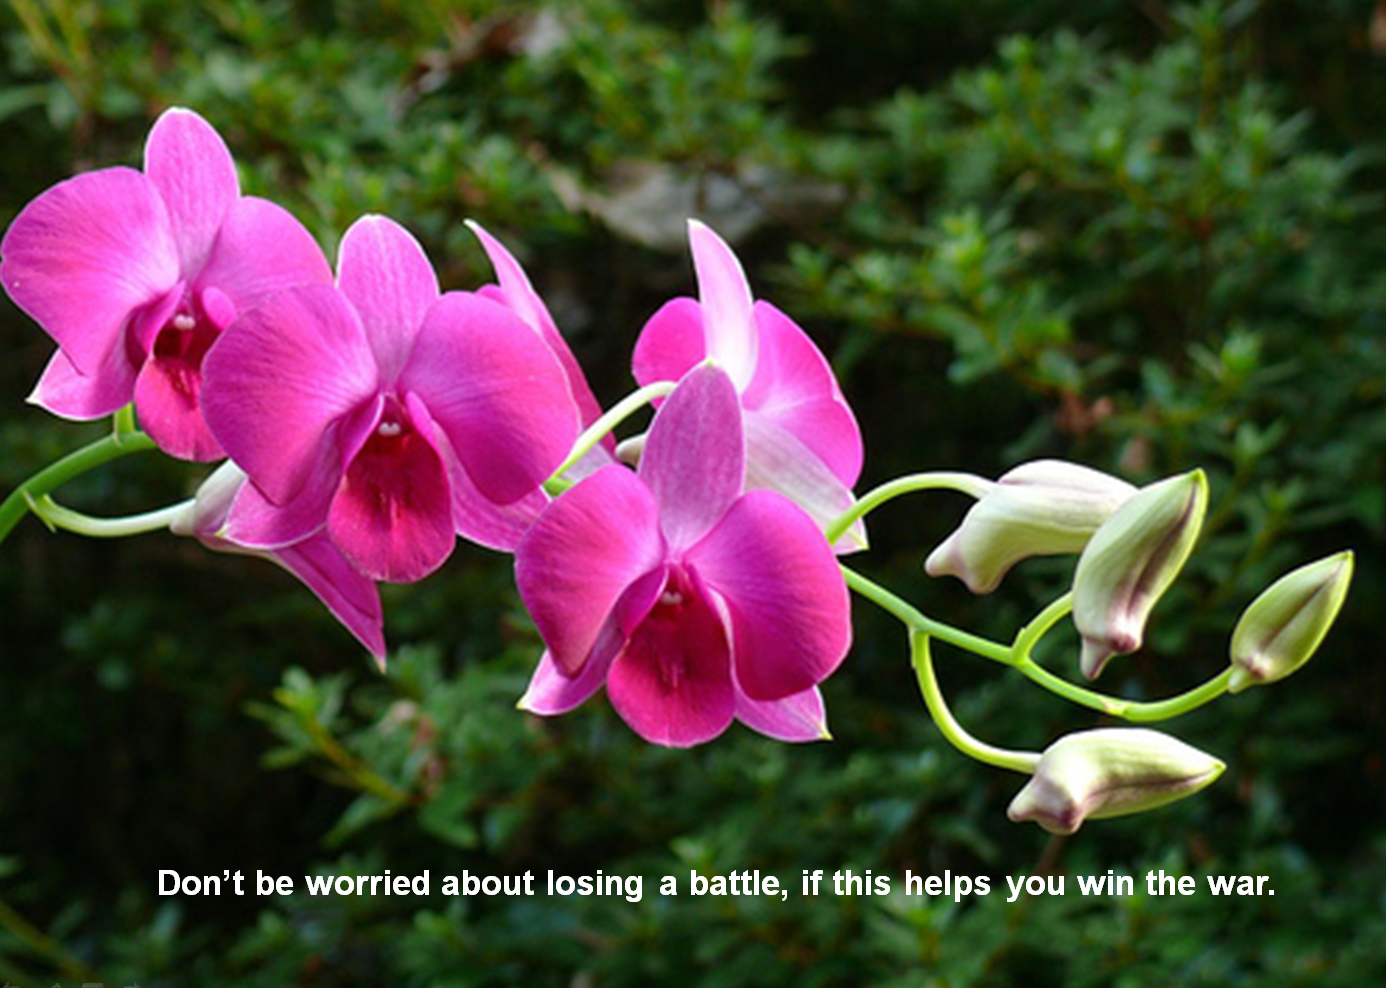 Don’t be worried about losing a battle, if this helps you win the war.